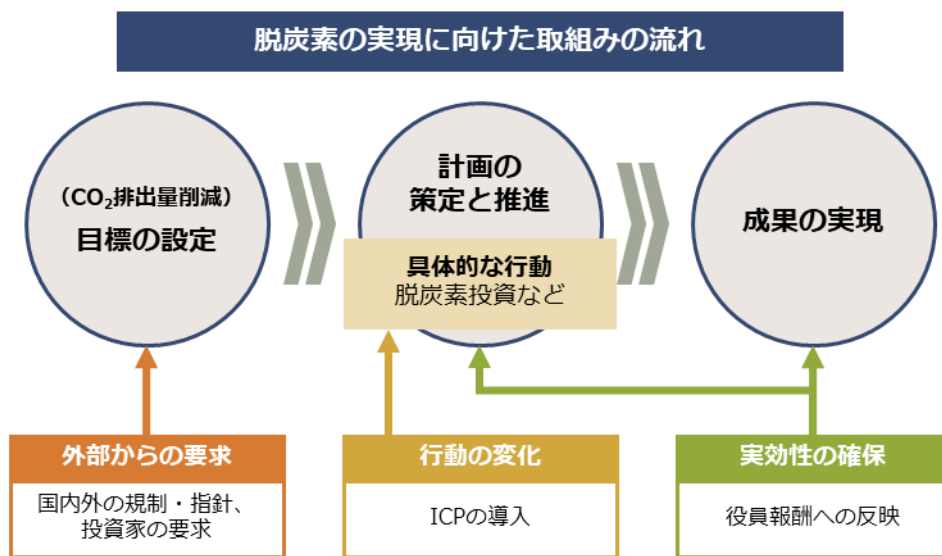 脱炭素の実現に向けた取組みの流れ
（CO₂排出量削減）
目標の設定
計画の
策定と推進
具体的な行動
脱炭素投資など
成果の実現
外部からの要求
国内外の規制・指針、
投資家の要求
行動の変化
ICPの導入
実効性の確保
役員報酬への反映